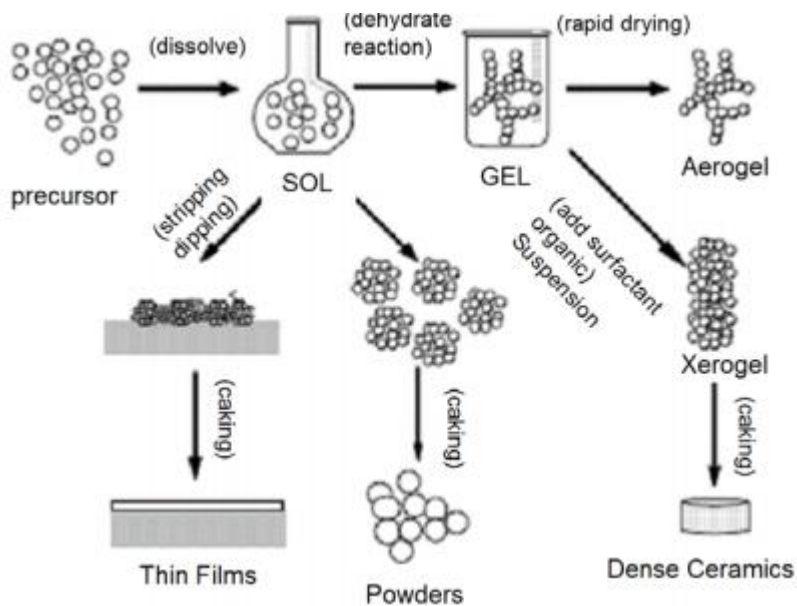 (dissolve)
(dehydrate
reaction)
(rapid drying)
precursor
SOL
GEL
Aerogel
(stripping
dipping)
(add surfactant
organic)
Suspension
Xerogel
(caking)
(caking)
(caking)
Thin Films
Powders
Dense Ceramics